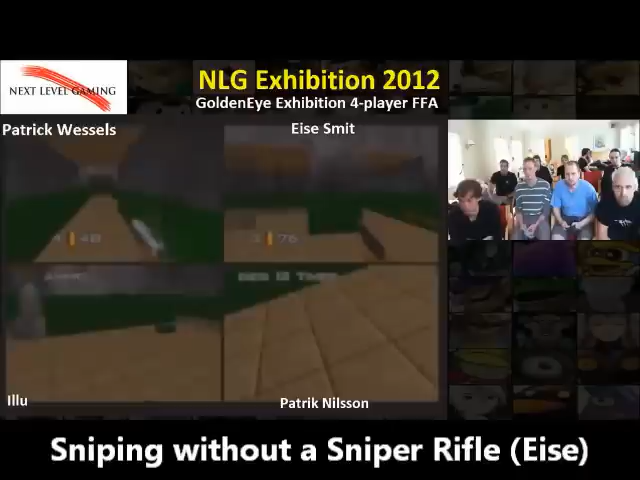 NLG Exhibition 2012
NEXT LEVEL GAMING
GoldenEye Exhibition 4-player FFA
Patrick Wessels
Eise Smit
Illu
Patrik Nilsson
Sniping without a Sniper Rifle (Eise)